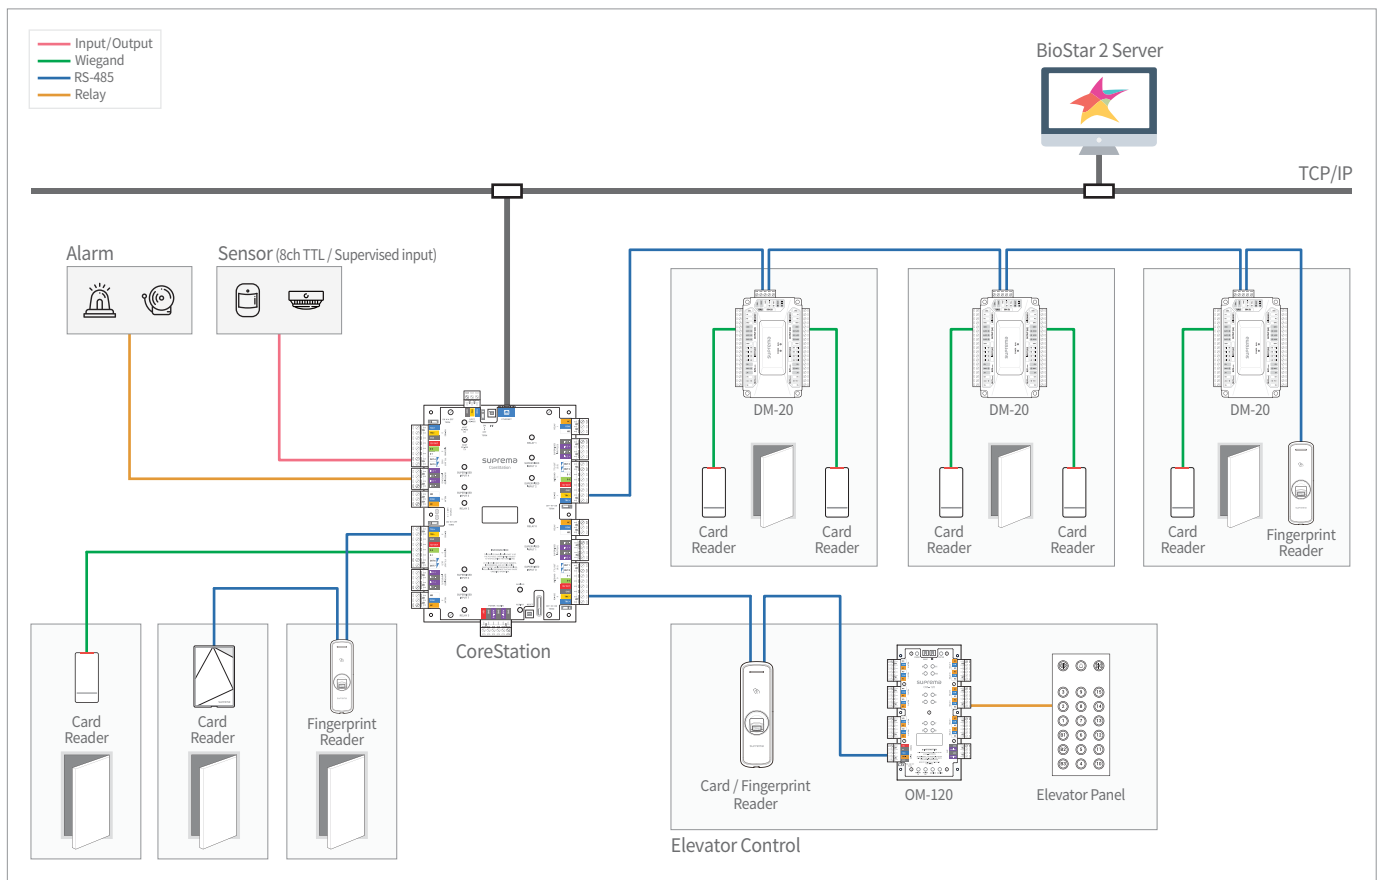 Input/Output
Wiegand
RS-485
Relay
BioStar 2 Server
TCP/IP
Alarm
Sensor (8ch TTL / Supervised input)
suprema
CoreStation
CoreStation
DM-20
DM-20
DM-20
Card
Reader
Card
Reader
Card
Reader
Card
Reader
Card
Reader
Fingerprint
Reader
Card
Reader
Card
Reader
Fingerprint
Reader
Card / Fingerprint
Reader
suprema
OM-120
Elevator Panel
Elevator Control